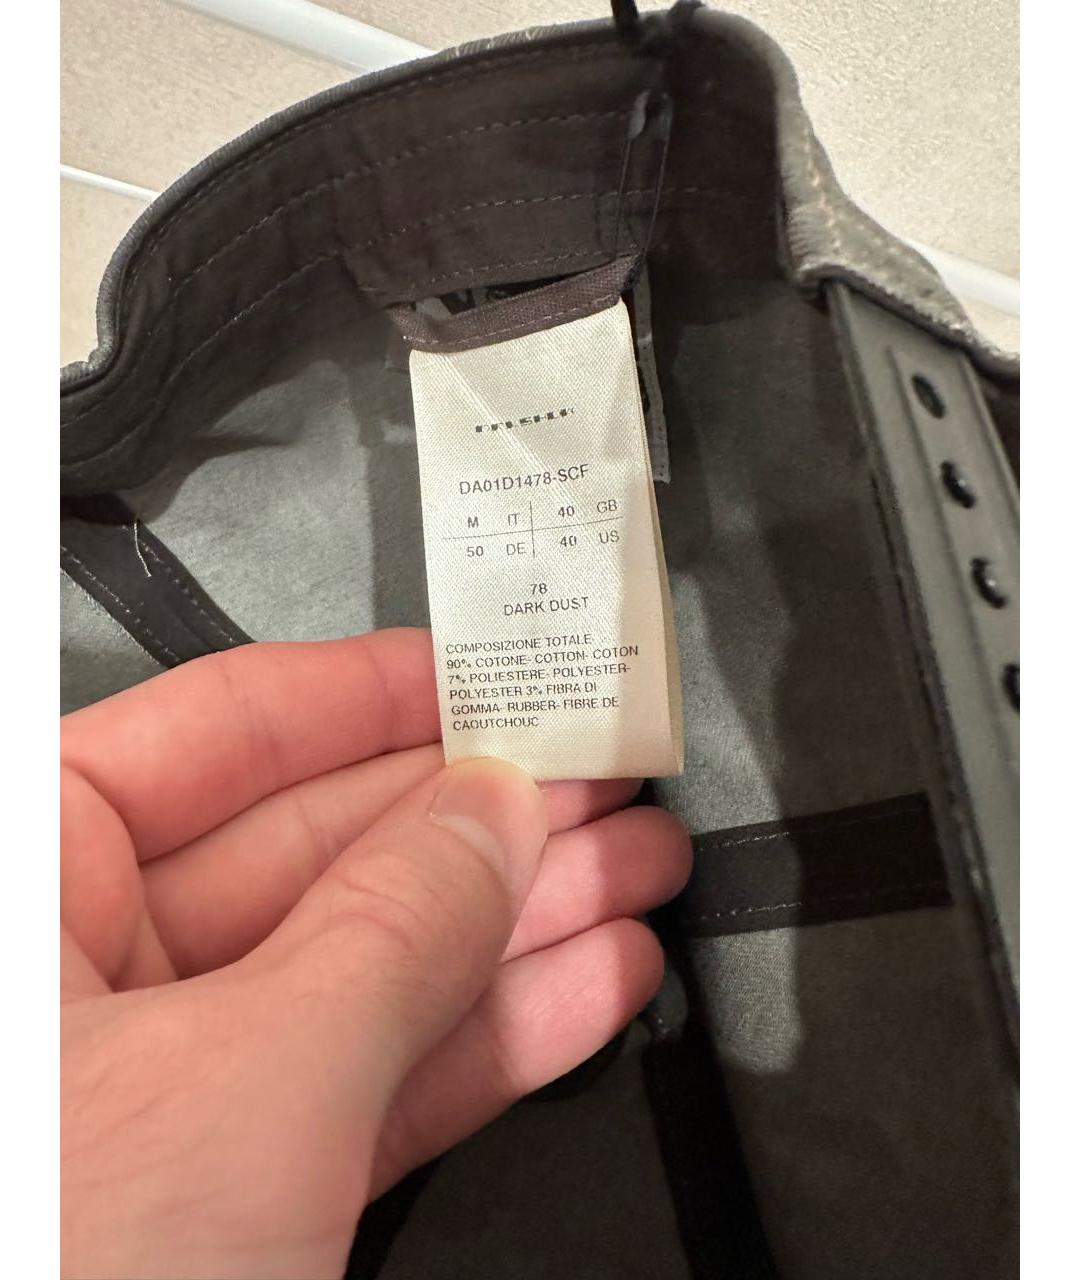 DA01D1478-SCF
M IT 40 GB
50 DE 40 US
78
DARK DUST
COMPOSIZIONE TOTALE
90% COTONE- COTTON- COTON
7% POLIESTERE- POLYESTER-
POLYESTER 3% FIBRA DI
GOMMA- RUBBER- FIBRE DE
CAOUTCHOUC